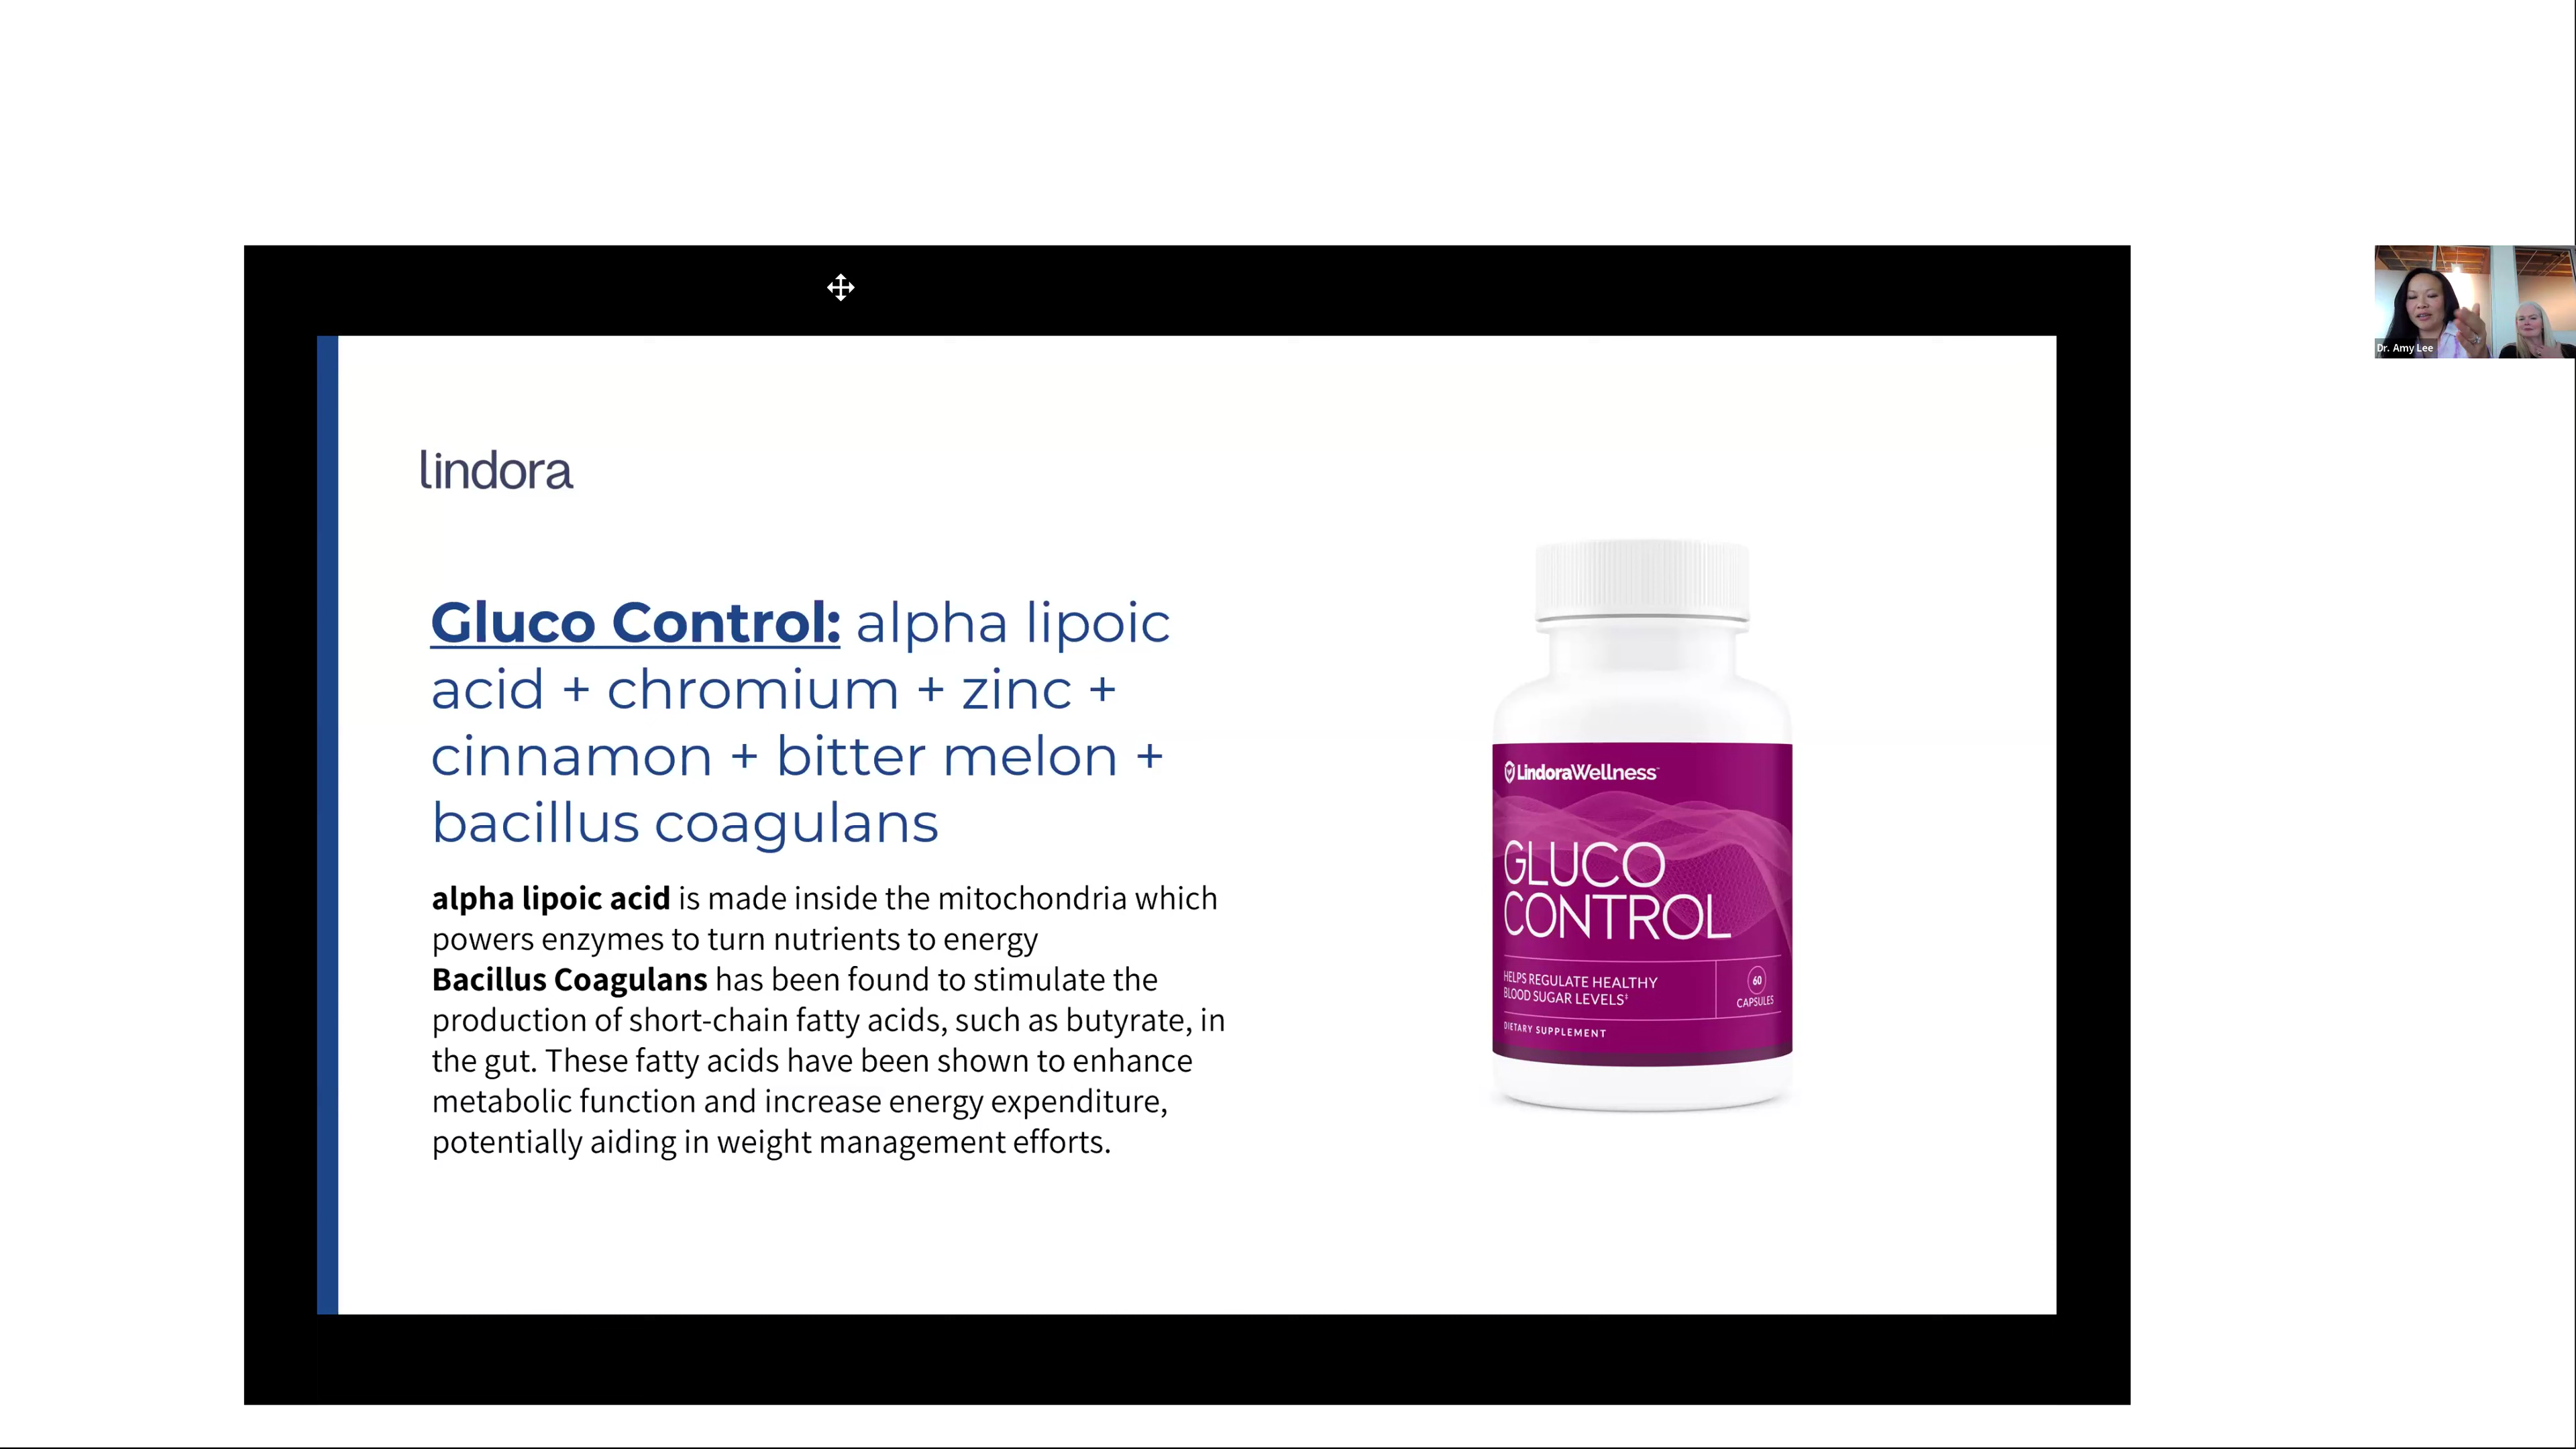 Dr. Amy Lee
lindora
Gluco Control: alpha lipoic
acid + chromium + zinc +
cinnamon + bitter melon +
bacillus coagulans
alpha lipoic acid is made inside the mitochondria which
powers enzymes to turn nutrients to energy
Bacillus Coagulans has been found to stimulate the
production of short-chain fatty acids, such as butyrate, in
the gut. These fatty acids have been shown to enhance
metabolic function and increase energy expenditure,
potentially aiding in weight management efforts.
LindoraWellness™
GLUCO
CONTROL
HELPS REGULATE HEALTHY
BLOOD SUGAR LEVELS‡
60
CAPSULES
DIETARY SUPPLEMENT